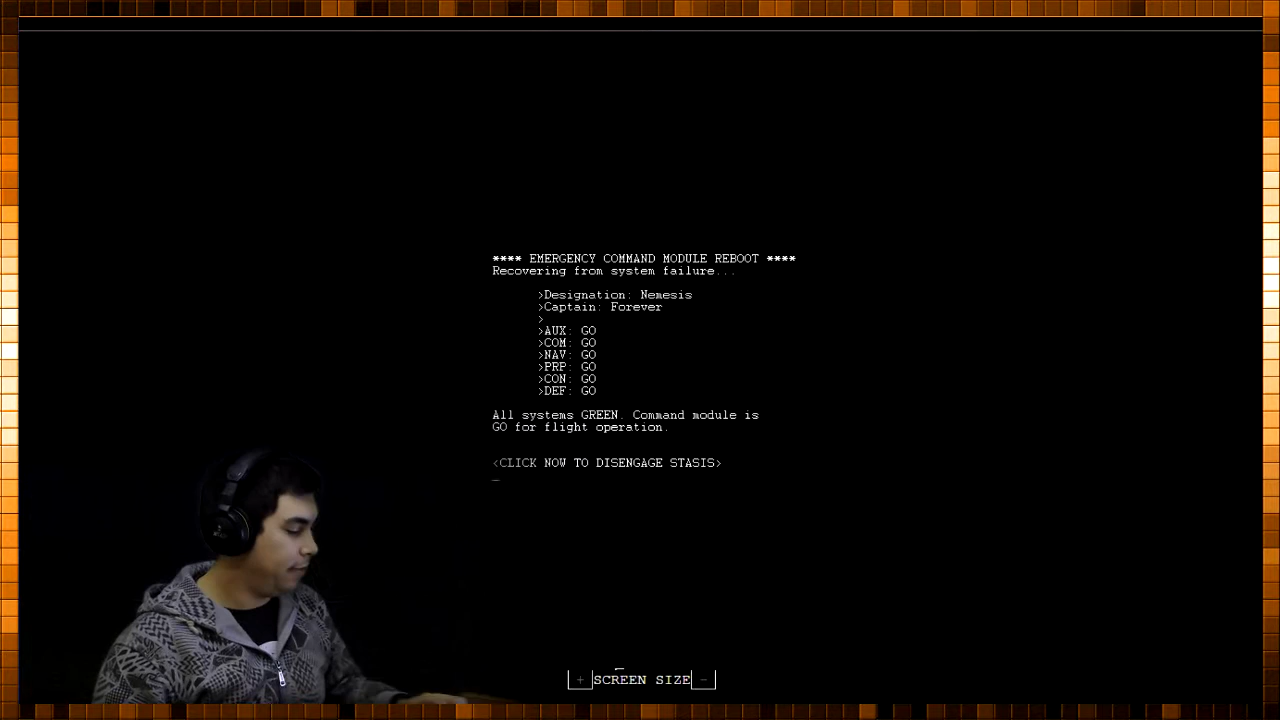 **** EMERGENCY COMMAND MODULE REBOOT ****
Recovering from system failure...
>Designation: Nemesis
>Captain: Forever
>
>AUX: GO
>COM: GO
>NAV: GO
>PRP: GO
>CON: GO
>DEF: GO
All systems GREEN. Command module is
GO for flight operation.
<CLICK NOW TO DISENGAGE STASIS>
_
+ SCREEN SIZE -